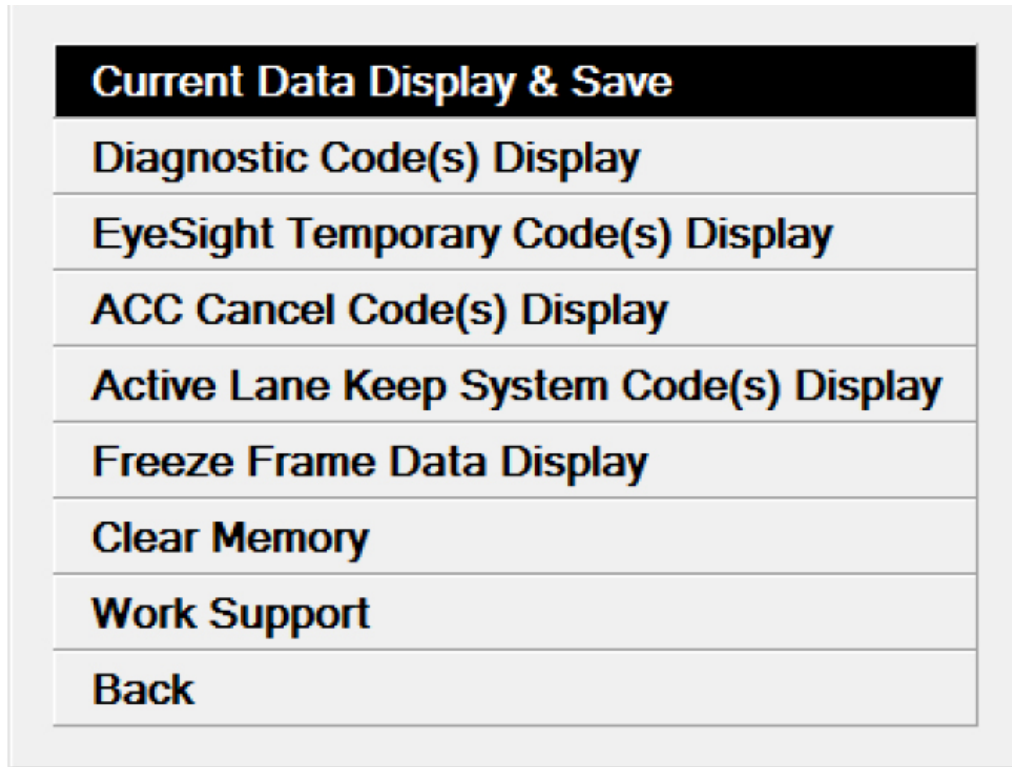 Current Data Display & Save
Diagnostic Code(s) Display
EyeSight Temporary Code(s) Display
ACC Cancel Code(s) Display
Active Lane Keep System Code(s) Display
Freeze Frame Data Display
Clear Memory
Work Support
Back